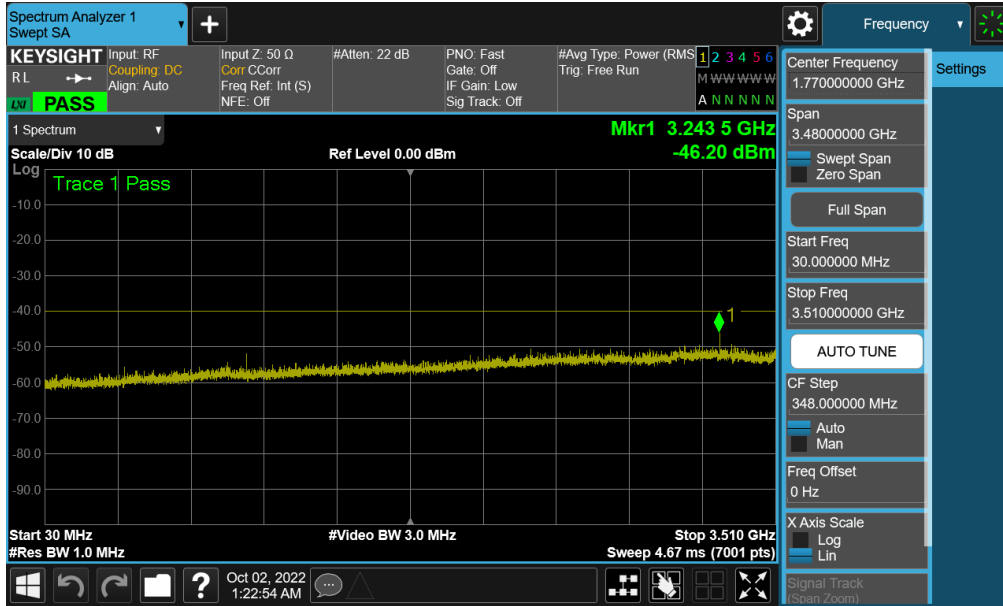 Spectrum Analyzer 1
Swept SA
+
Frequency
KEYSIGHT
RL
LXI
PASS
Input: RF
Coupling: DC
Align: Auto
Input Z: 50 Ω
Corr CCorr
Freq Ref: Int (S)
NFE: Off
#Atten: 22 dB
PNO: Fast
Gate: Off
IF Gain: Low
Sig Track: Off
#Avg Type: Power (RMS
Trig: Free Run
1 2 3 4 5 6
M W W W W W
A N N N N N
1 Spectrum
Scale/Div 10 dB
Ref Level 0.00 dBm
Mkr1 3.243 5 GHz
-46.20 dBm
Log
Trace 1 Pass
-10.0
-20.0
-30.0
-40.0
1
-50.0
-60.0
-70.0
-80.0
-90.0
Start 30 MHz
#Res BW 1.0 MHz
#Video BW 3.0 MHz
Stop 3.510 GHz
Sweep 4.67 ms (7001 pts)
?
Oct 02, 2022
1:22:54 AM
Center Frequency
1.770000000 GHz
Span
3.48000000 GHz
Swept Span
Zero Span
Full Span
Start Freq
30.000000 MHz
Stop Freq
3.510000000 GHz
AUTO TUNE
CF Step
348.000000 MHz
Auto
Man
Freq Offset
0 Hz
X Axis Scale
Log
Lin
Signal Track
(Span Zoom)
Settings